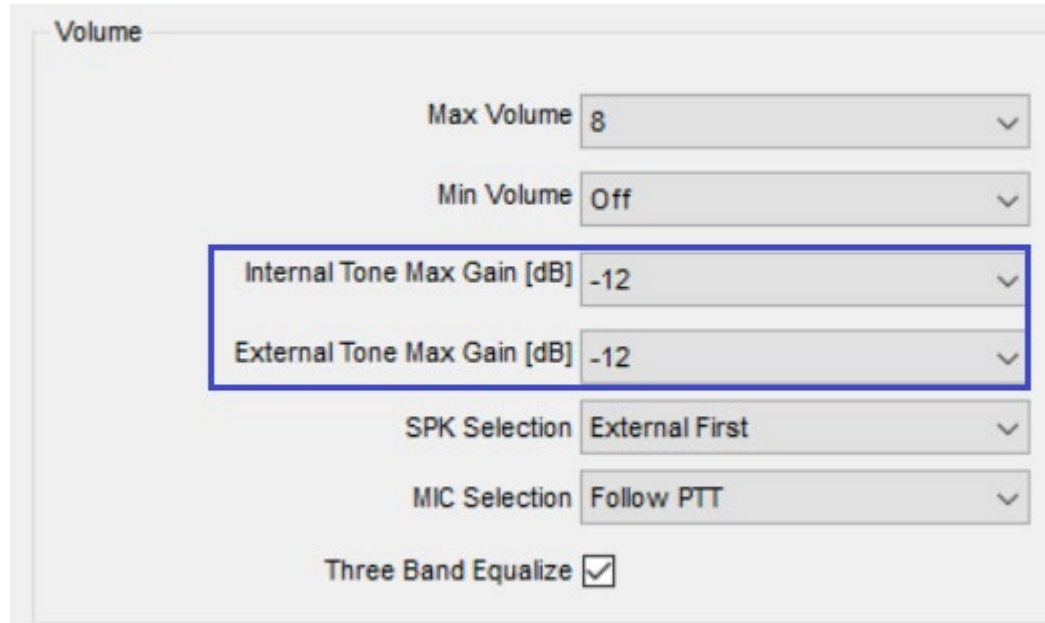 Volume
Max Volume 8
Min Volume Off
Internal Tone Max Gain [dB] -12
External Tone Max Gain [dB] -12
SPK Selection External First
MIC Selection Follow PTT
Three Band Equalize